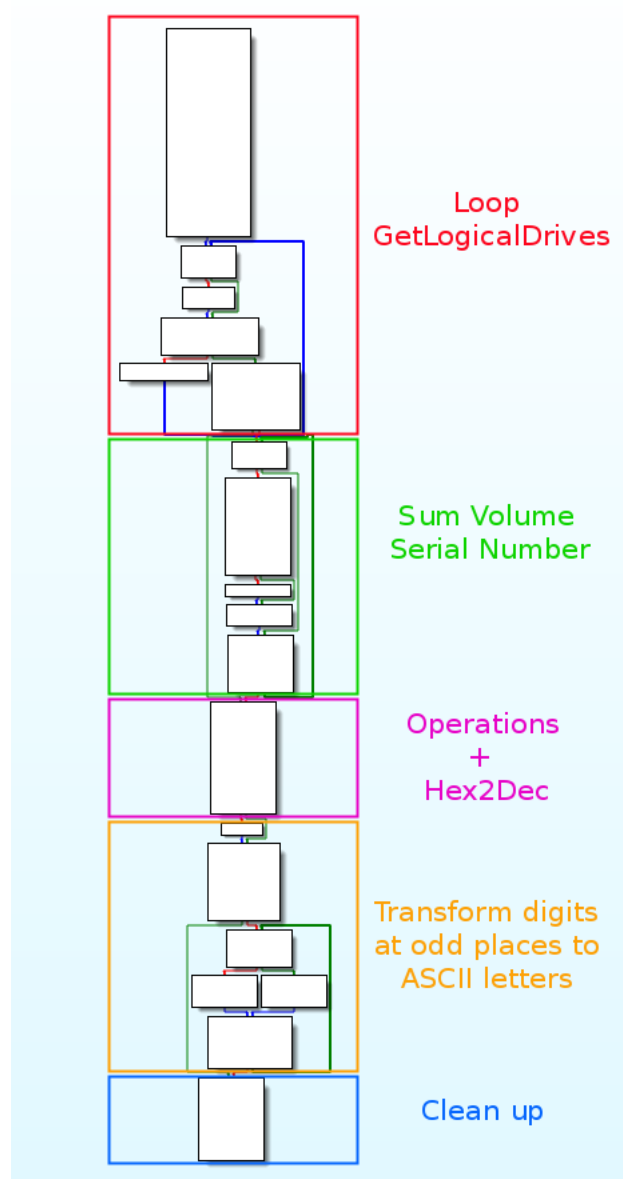 Loop
GetLogicalDrives
Sum Volume
Serial Number
Operations
+
Hex2Dec
Transform digits
at odd places to
ASCII letters
Clean up